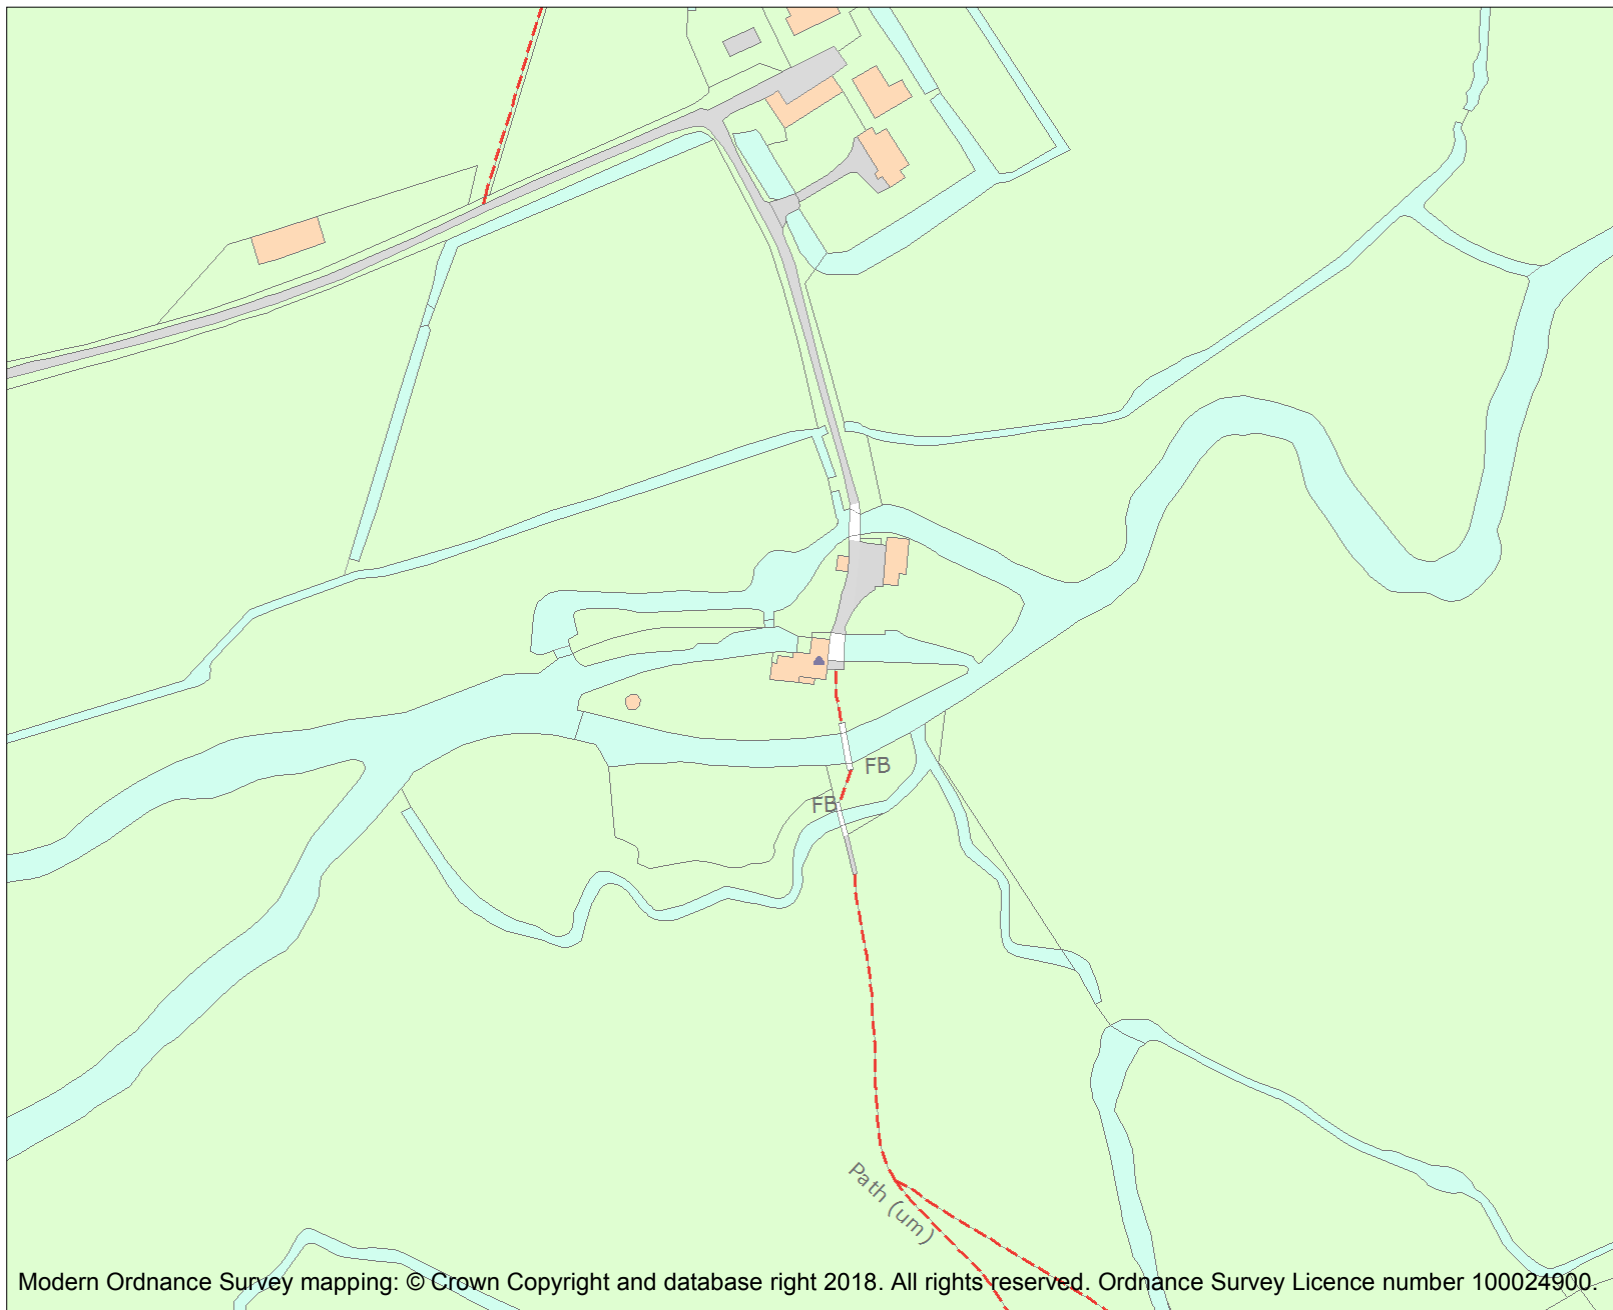 FB
FB
Path (um)
Modern Ordnance Survey mapping: © Crown Copyright and database right 2018. All rights reserved. Ordnance Survey Licence number 100024900.